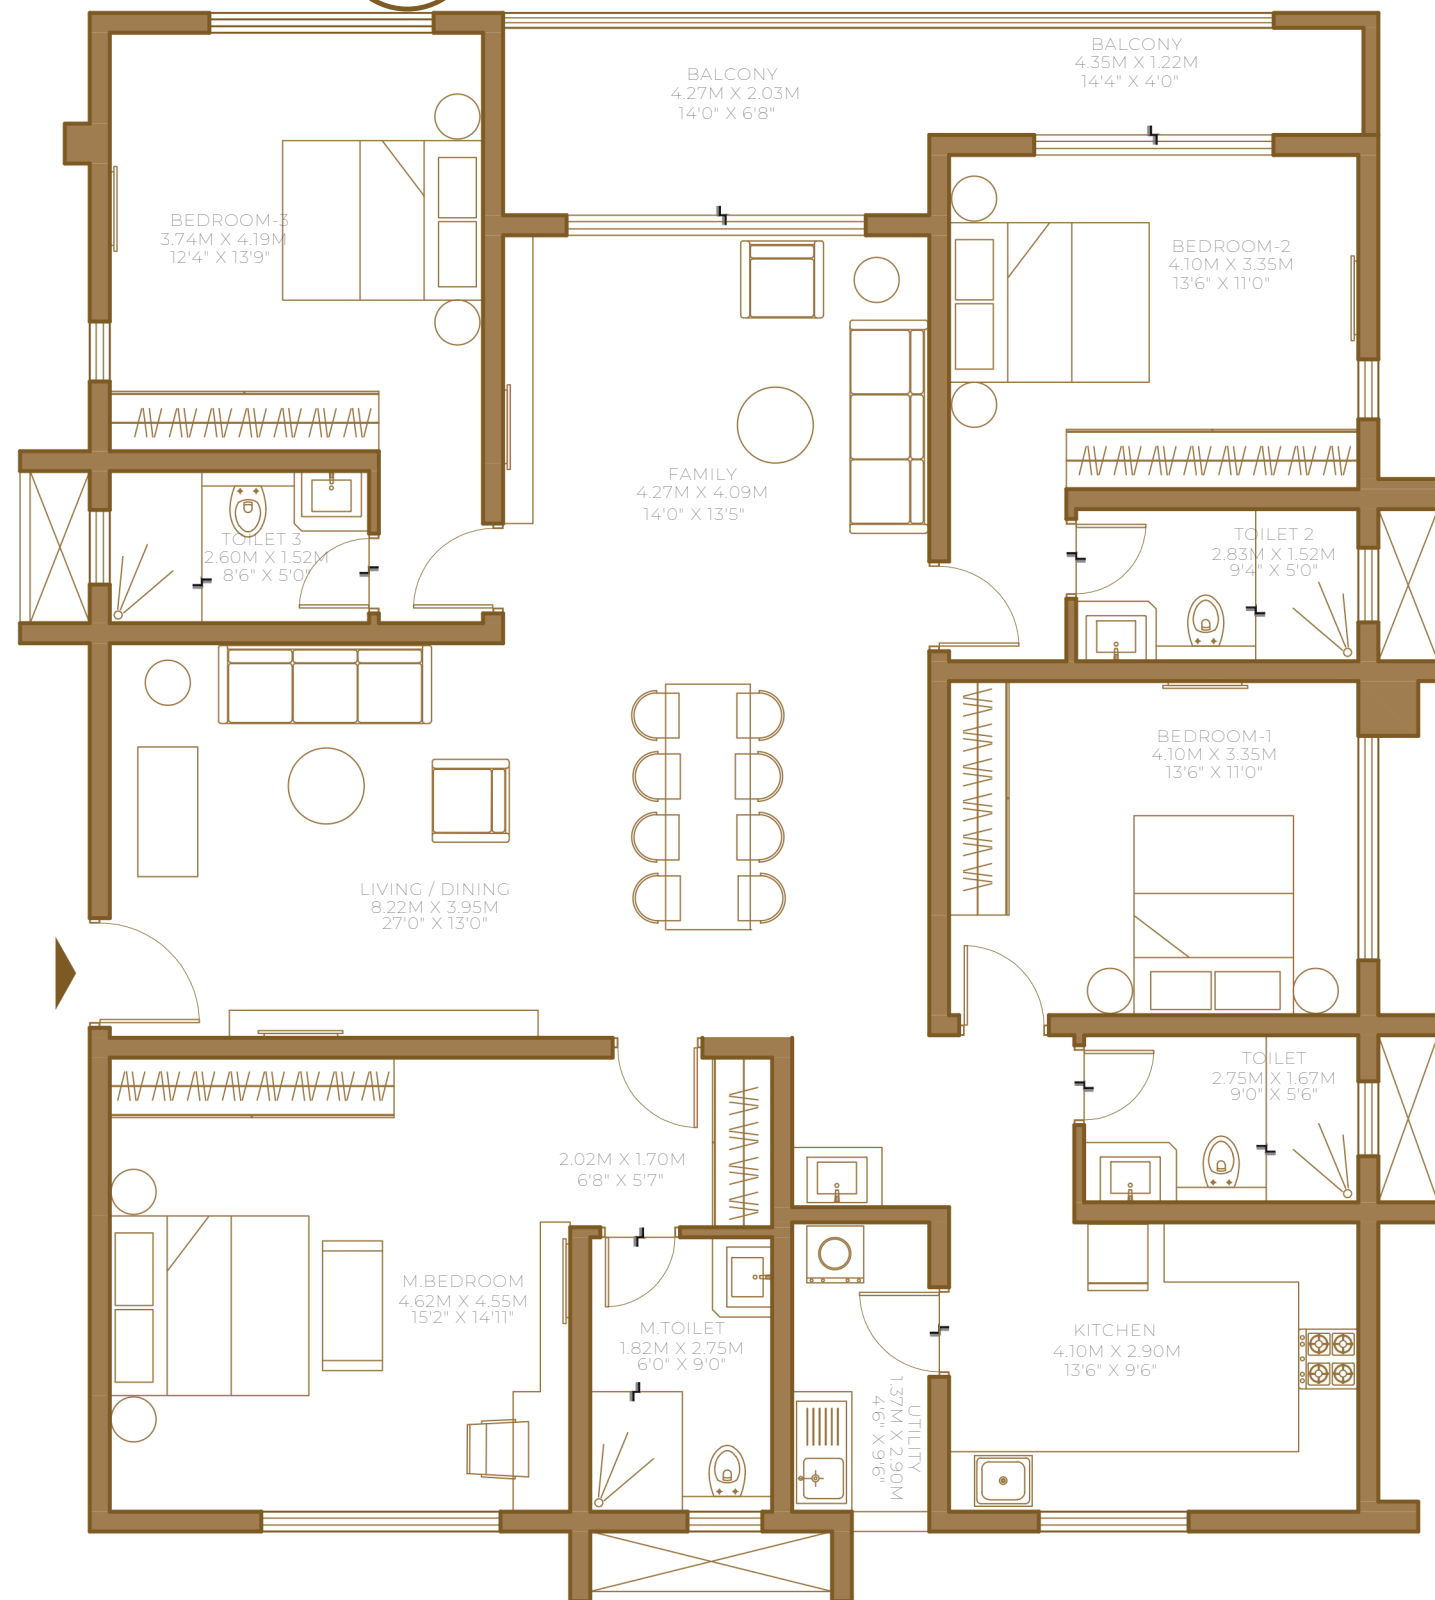 BALCONY
4.35M X 1.22M
14'4" X 4'0"
BALCONY
4.27M X 2.03M
14'0" X 6'8"
BEDROOM-3
3.74M X 4.19M
12'4" X 13'9"
BEDROOM-2
4.10M X 3.35M
13'6" X 11'0"
FAMILY
4.27M X 4.09M
14'0" X 13'5"
TOILET 3
2.60M X 1.52M
8'6" X 5'0"
TOILET 2
2.83M X 1.52M
9'4" X 5'0"
BEDROOM-1
4.10M X 3.35M
13'6" X 11'0"
LIVING / DINING
8.22M X 3.95M
27'0" X 13'0"
TOILET
2.75M X 1.67M
9'0" X 5'6"
2.02M X 1.70M
6'8" X 5'7"
M.BEDROOM
4.62M X 4.55M
15'2" X 14'11"
M.TOILET
1.82M X 2.75M
6'0" X 9'0"
KITCHEN
4.10M X 2.90M
13'6" X 9'6"
UTILITY
1.37M X 2.90M
4'6" X 9'6"